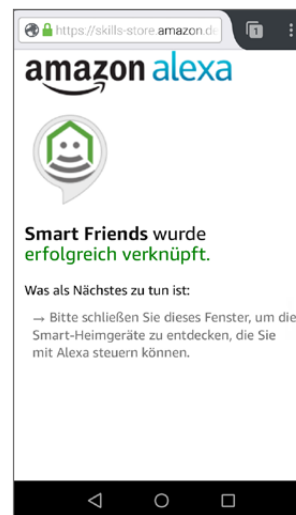 https://skills-store.amazon.de
1
amazon alexa
Smart Friends wurde
erfolgreich verknüpft.
Was als Nächstes zu tun ist:
→ Bitte schließen Sie dieses Fenster, um die
Smart-Heimgeräte zu entdecken, die Sie
mit Alexa steuern können.